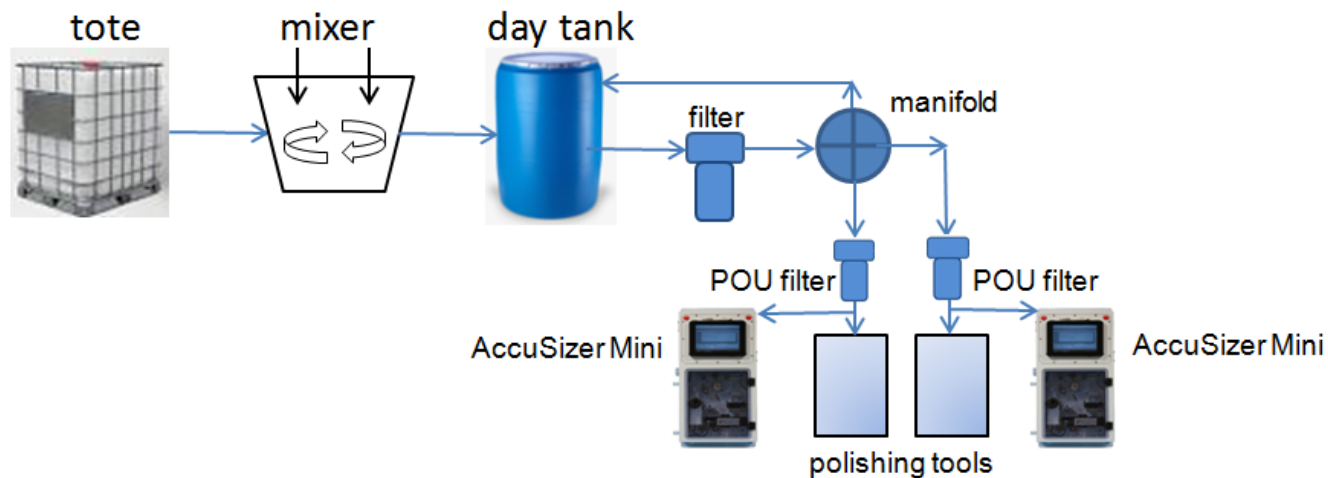 tote
mixer
day tank
filter
manifold
POU filter
POU filter
AccuSizer Mini
AccuSizer Mini
polishing tools